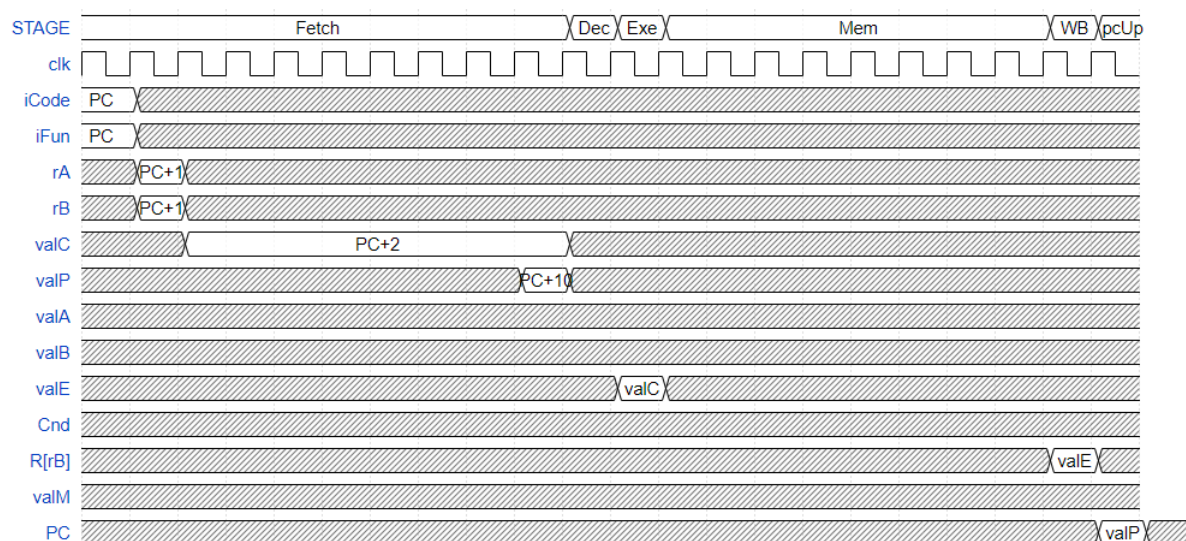 STAGE Fetch Dec Exe Mem WB pcUp
clk
iCode PC
iFun PC
rA PC+1
rB PC+1
valC PC+2
valP PC+10
valA
valB
valE valC
Cnd
R[rB] valE
valM
PC valP